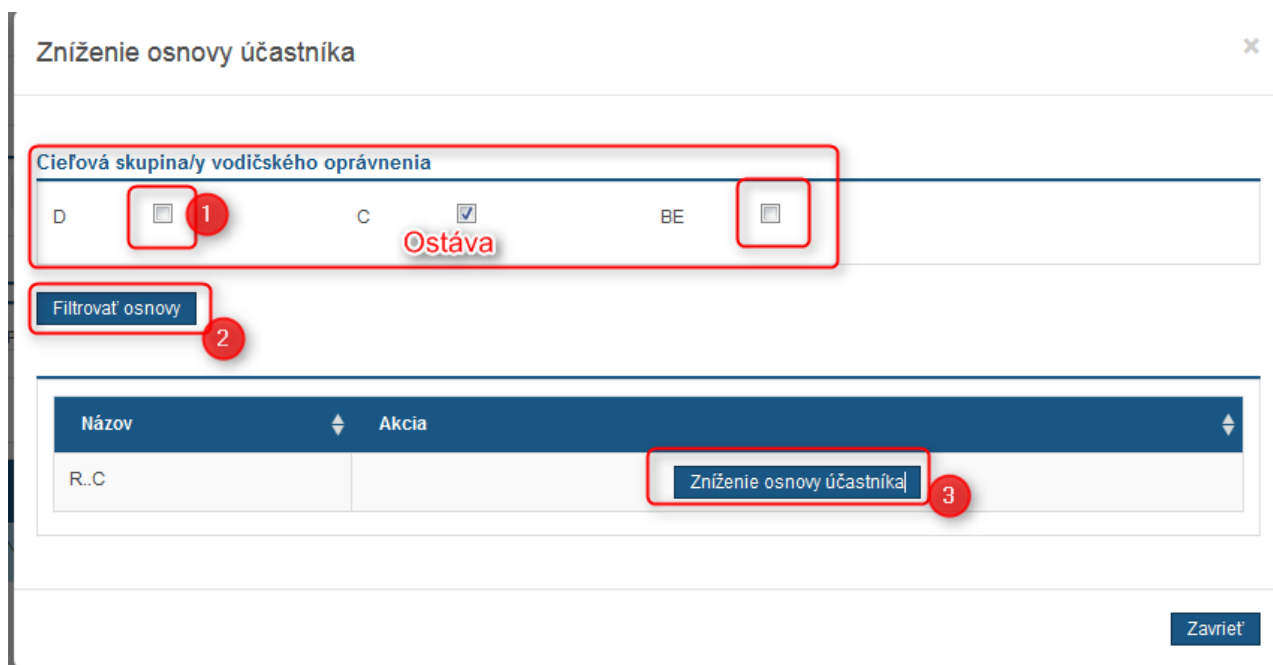 Zníženie osnovy účastníka ×
Cieľová skupina/y vodičského oprávnenia
D 1 C BE
Ostáva
Filtrovať osnovy
2
Názov Akcia
R..C Zníženie osnovy účastníka
3
Zavrieť